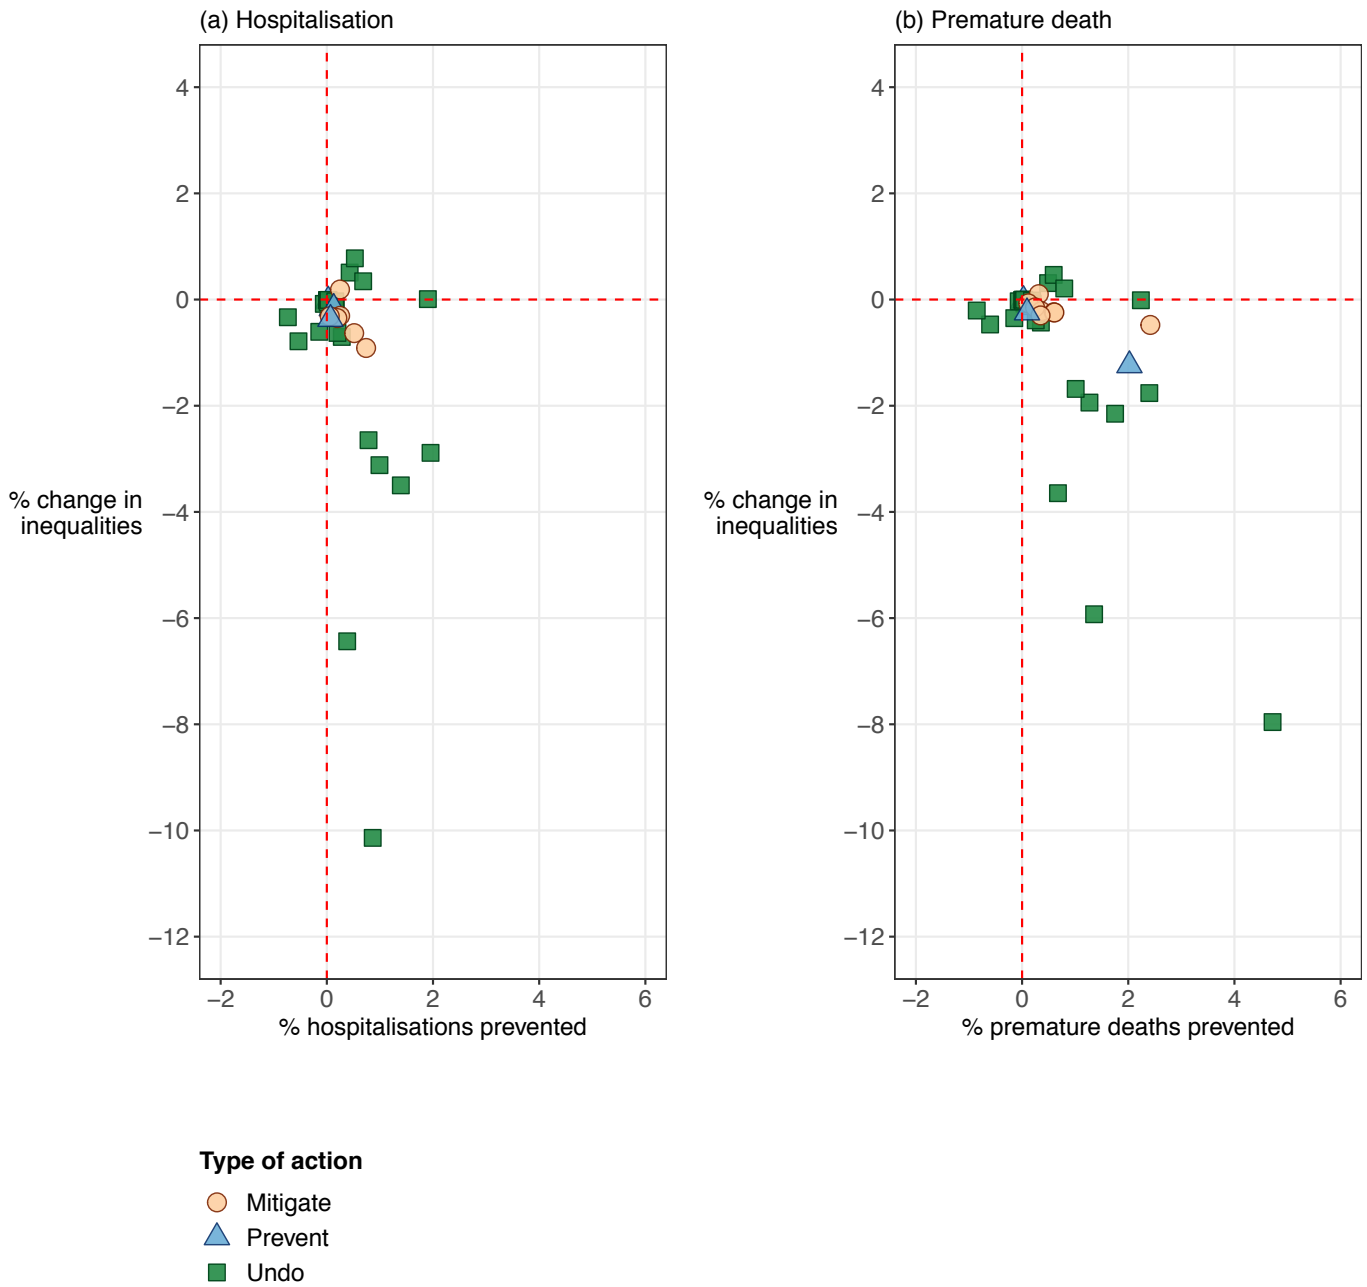 (a) Hospitalisation
4
2
0
−2
−4
−6
−8
−10
−12
% change in
inequalities
−2 0 2 4 6
% hospitalisations prevented
(b) Premature death
4
2
0
−2
−4
−6
−8
−10
−12
% change in
inequalities
−2 0 2 4 6
% premature deaths prevented
Type of action
Mitigate
Prevent
Undo